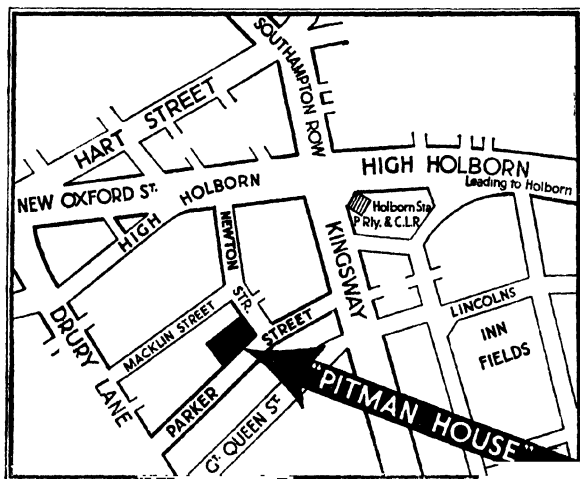 SOUTHAMPTON ROW
HART STREET
HIGH HOLBORN
Leading to Holborn
NEW OXFORD ST.
HIGH HOLBORN
Holborn Sta
P Rly. & C.L.R
NEWTON STR.
KINGSWAY
DRURY LANE
MACKLIN STREET
LINCOLNS
INN
FIELDS
PARKER STREET
GT. QUEEN ST.
"PITMAN HOUSE"